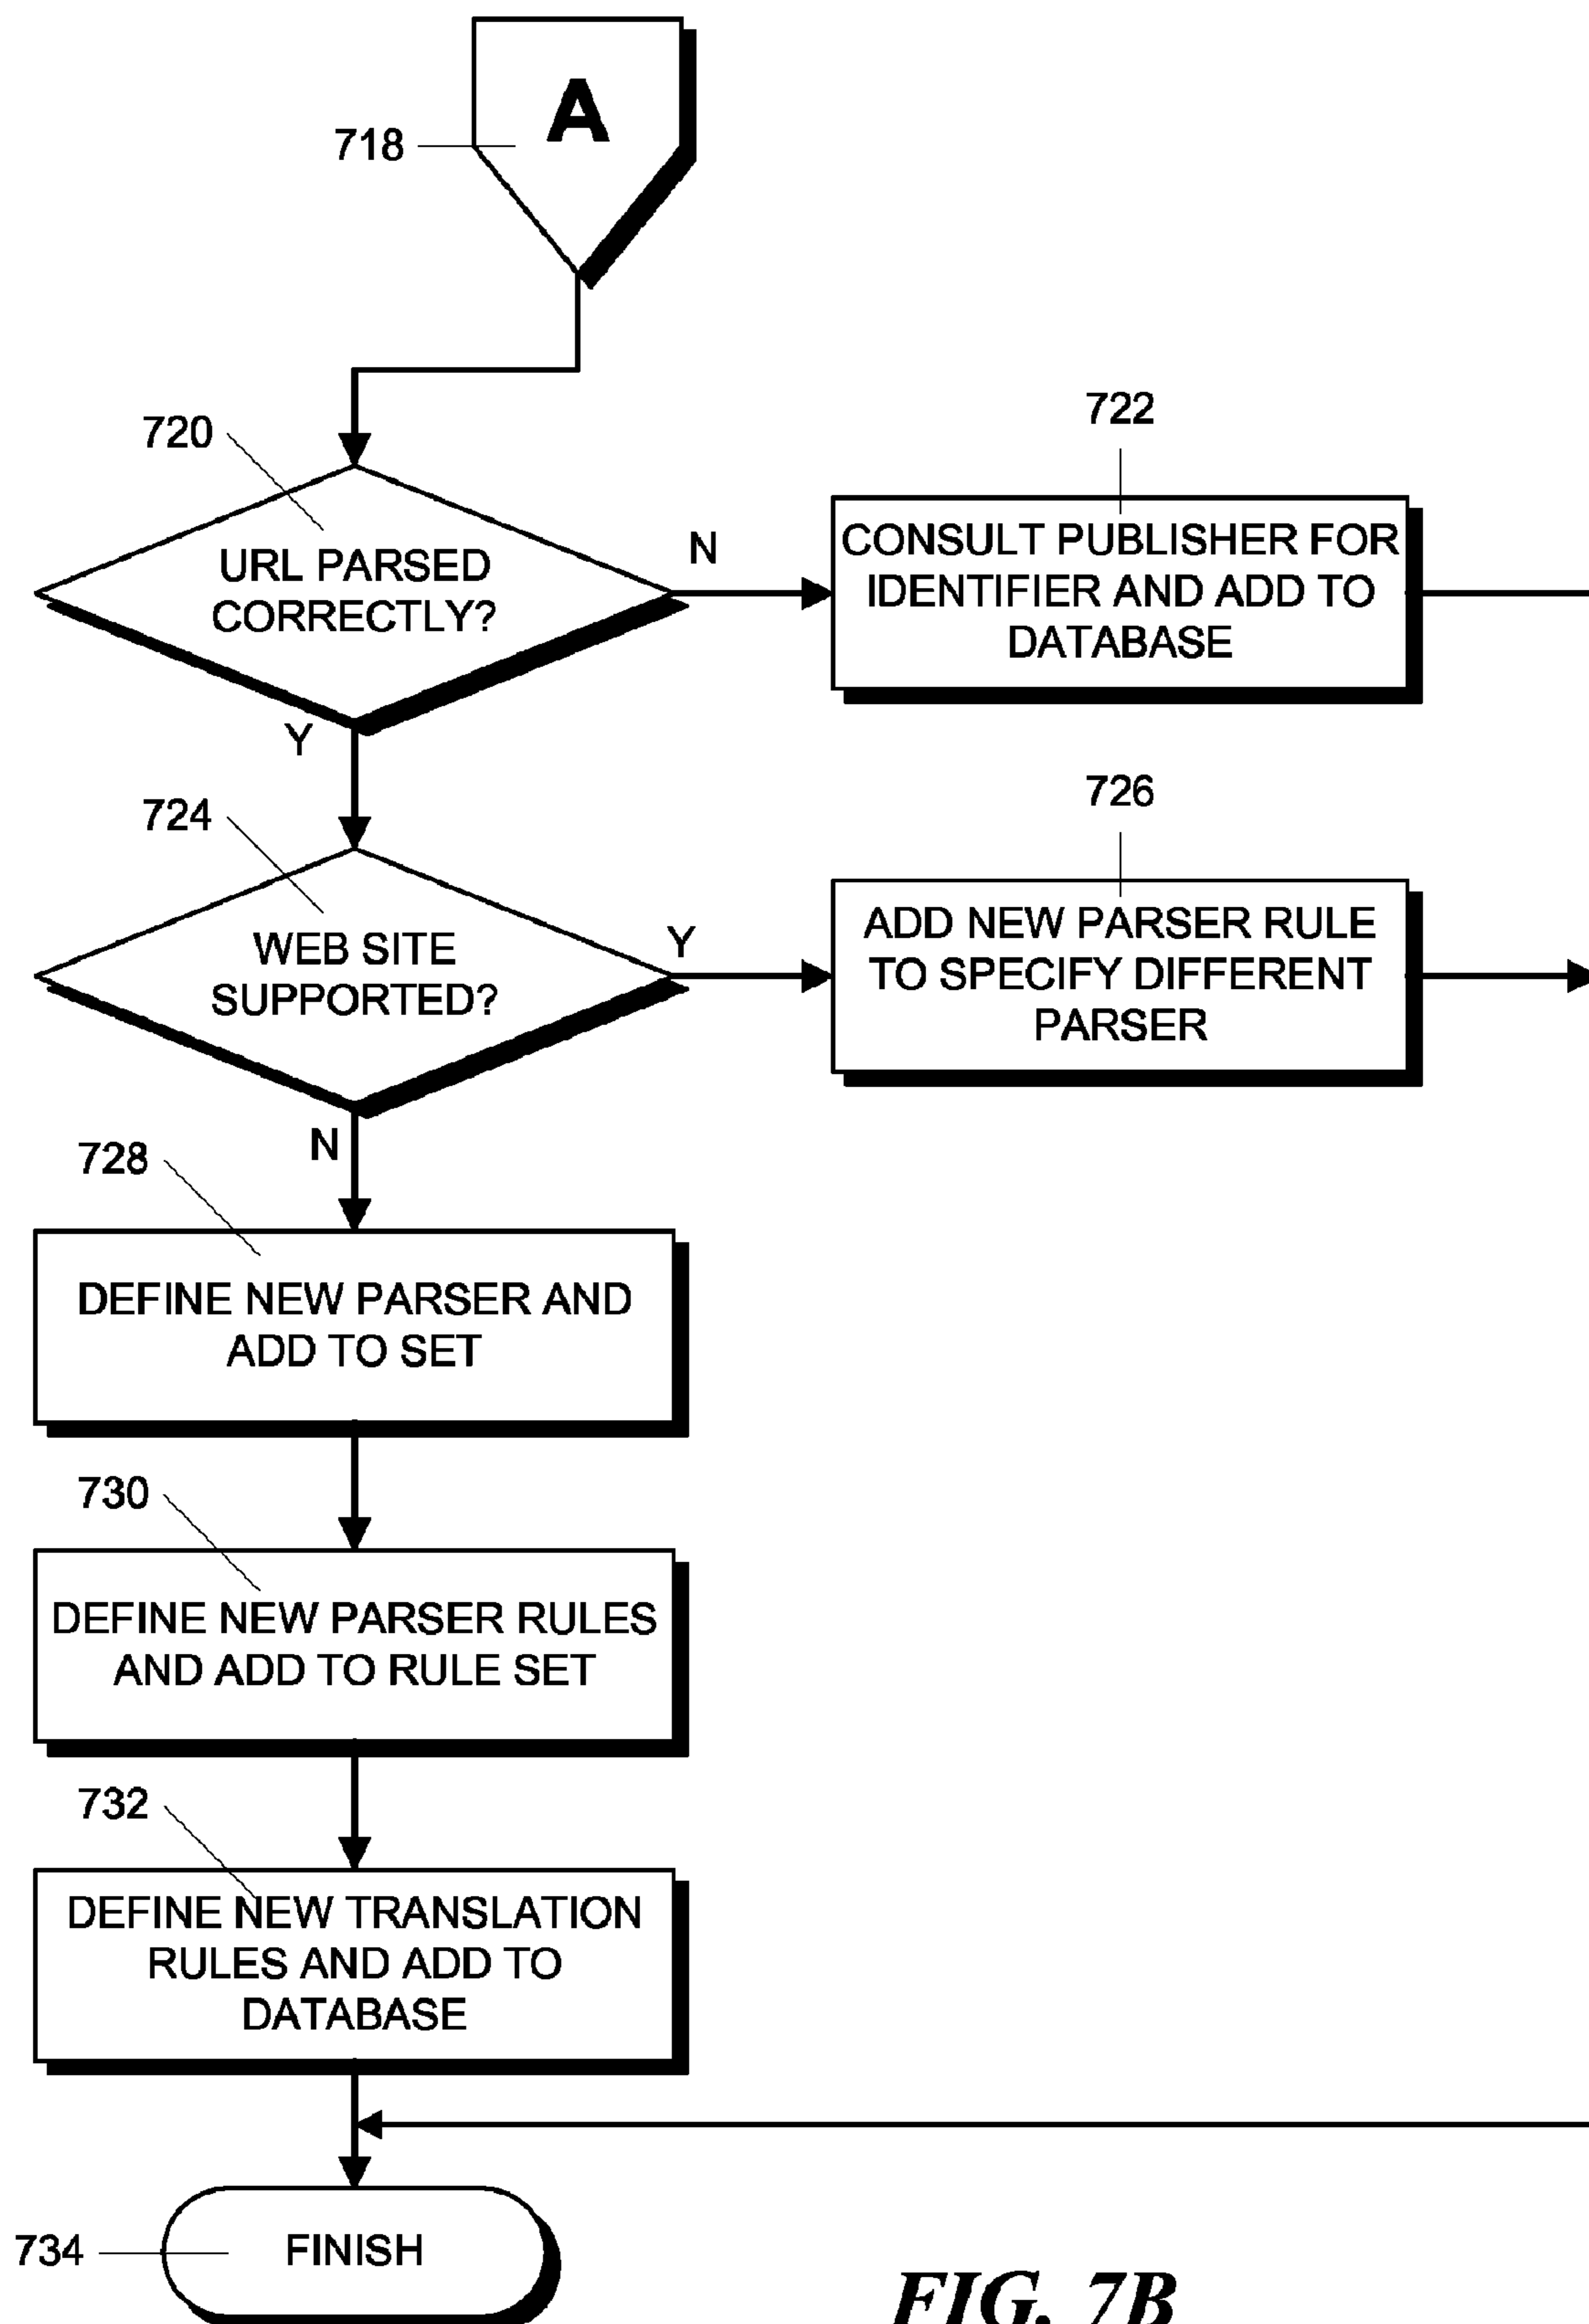 A
718
720
URL PARSED
CORRECTLY?
N
Y
722
CONSULT PUBLISHER FOR
IDENTIFIER AND ADD TO
DATABASE
724
WEB SITE
SUPPORTED?
Y
N
726
ADD NEW PARSER RULE
TO SPECIFY DIFFERENT
PARSER
728
DEFINE NEW PARSER AND
ADD TO SET
730
DEFINE NEW PARSER RULES
AND ADD TO RULE SET
732
DEFINE NEW TRANSLATION
RULES AND ADD TO
DATABASE
734
FINISH
FIG. 7B